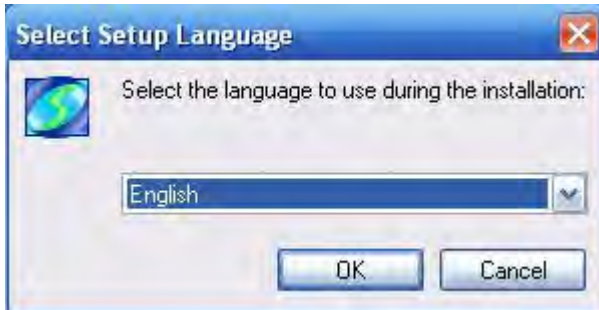 Select Setup Language
Select the language to use during the installation:
English
OK
Cancel